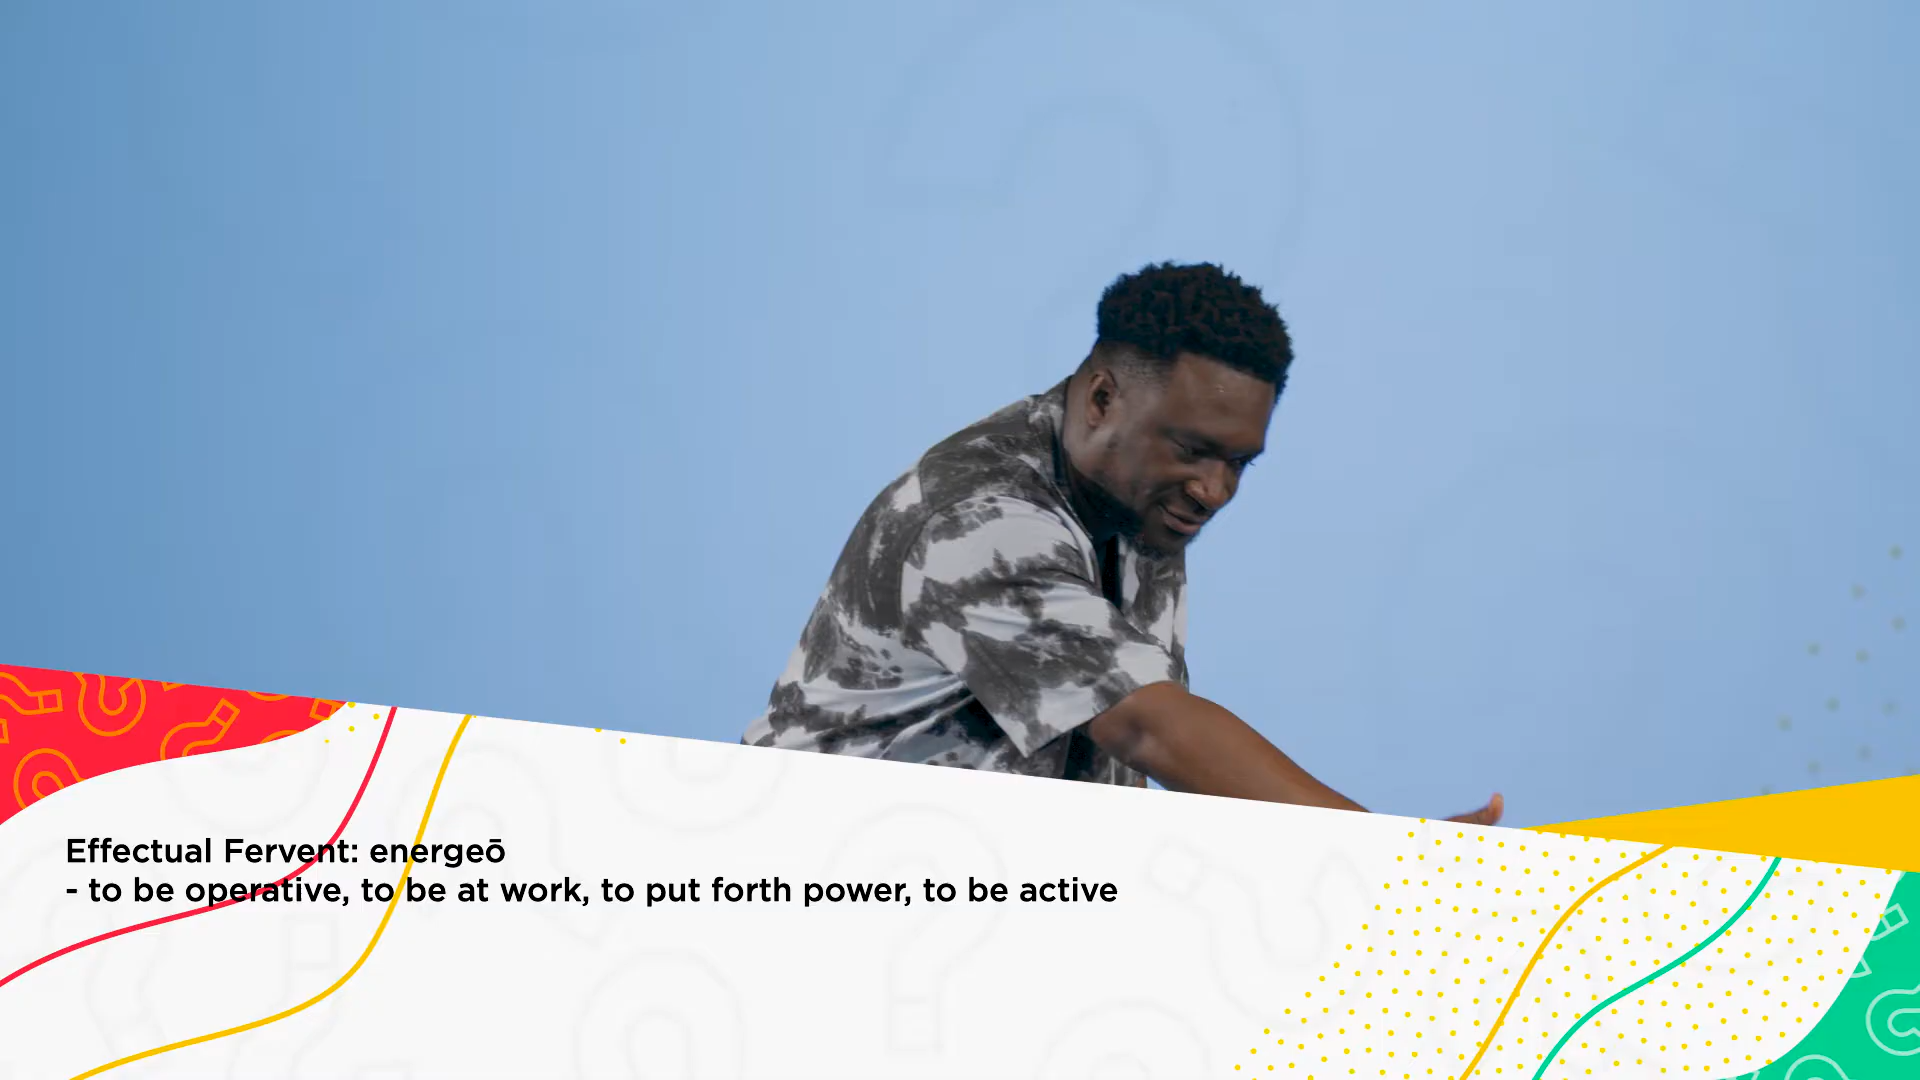 Effectual Fervent: energeō
- to be operative, to be at work, to put forth power, to be active